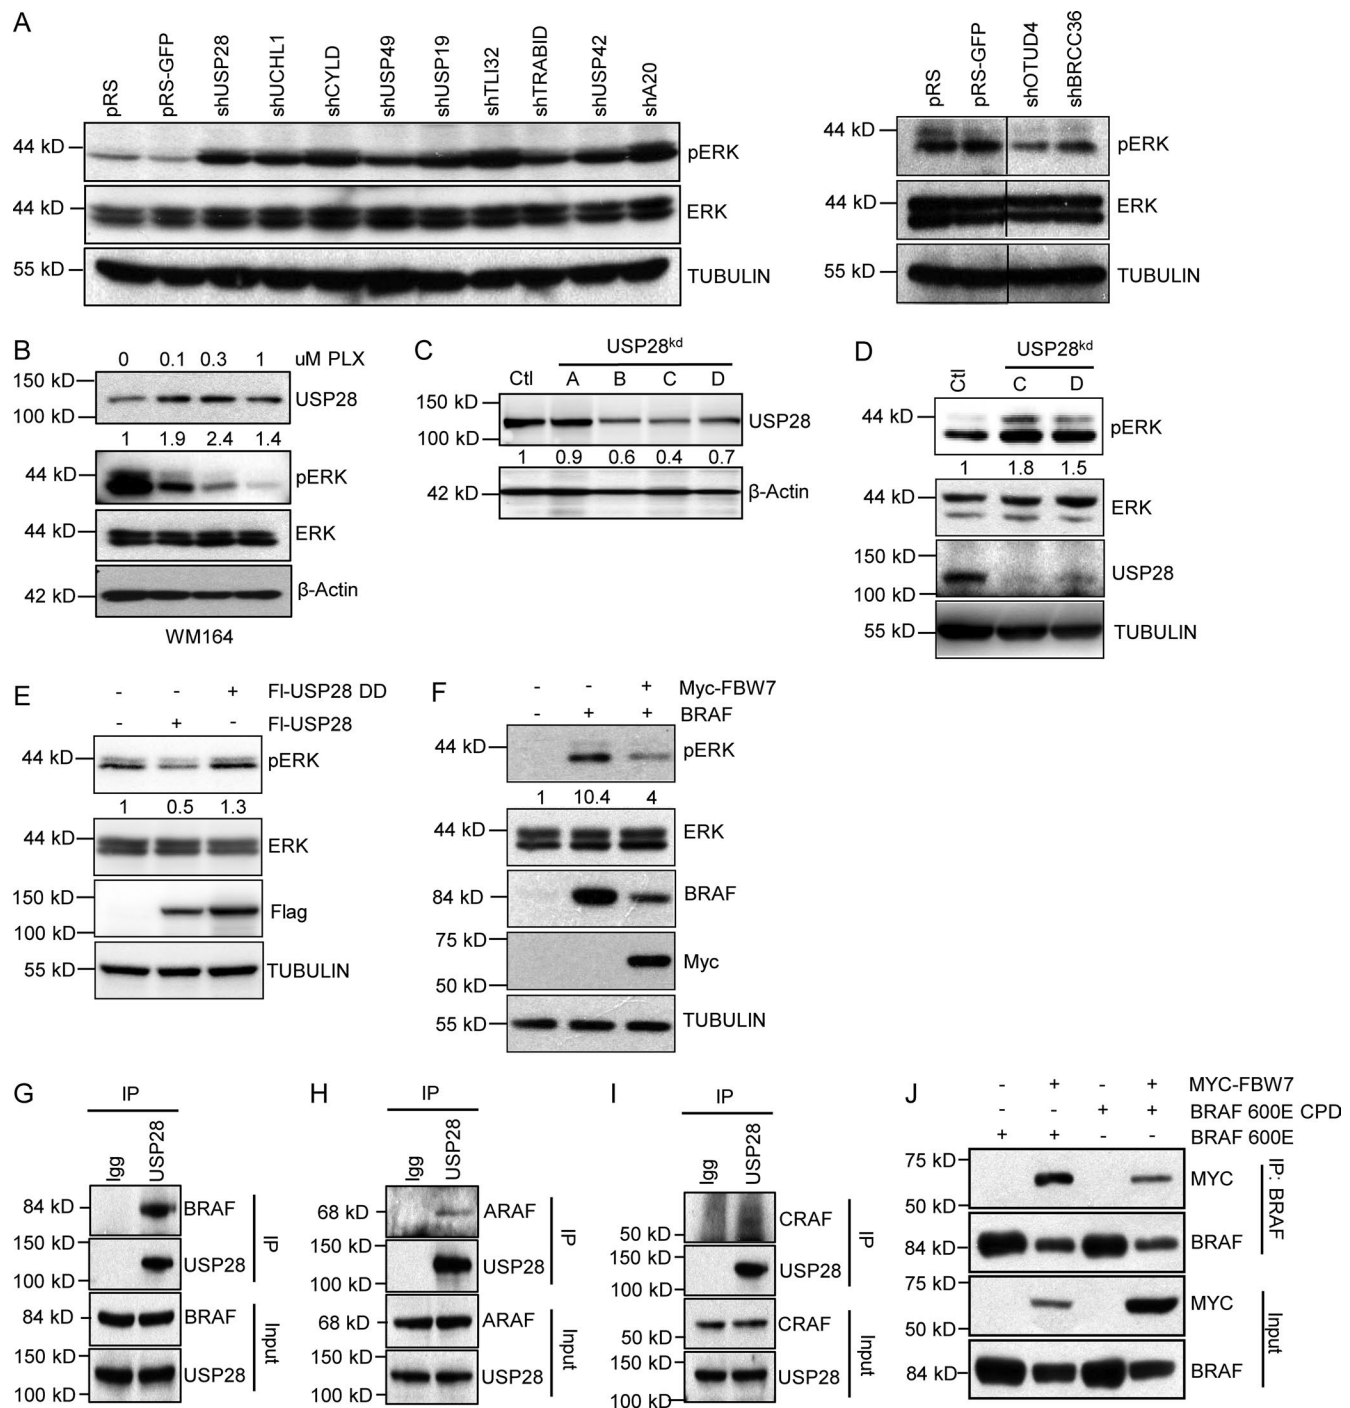 A
pRS
pRS-GFP
shUSP28
shUCHL1
shCYLD
shUSP49
shUSP19
shTLI32
shTRABID
shUSP42
shA20
44 kD
pERK
44 kD
ERK
55 kD
TUBULIN
pRS
pRS-GFP
shOTUD4
shBRCC36
44 kD
pERK
44 kD
ERK
55 kD
TUBULIN
B
0 0.1 0.3 1 uM PLX
150 kD
100 kD
USP28
1 1.9 2.4 1.4
44 kD
pERK
44 kD
ERK
42 kD
β-Actin
WM164
C
USP28kd
Ctl A B C D
150 kD
100 kD
USP28
1 0.9 0.6 0.4 0.7
42 kD
β-Actin
D
USP28kd
Ctl C D
44 kD
pERK
1 1.8 1.5
44 kD
ERK
150 kD
100 kD
USP28
55 kD
TUBULIN
E
- - + Fl-USP28 DD
- + - Fl-USP28
44 kD
pERK
1 0.5 1.3
44 kD
ERK
150 kD
100 kD
Flag
55 kD
TUBULIN
F
- - + Myc-FBW7
- + + BRAF
44 kD
pERK
1 10.4 4
44 kD
ERK
84 kD
BRAF
75 kD
50 kD
Myc
55 kD
TUBULIN
G
IP
Igg
USP28
84 kD
BRAF
150 kD
100 kD
USP28
IP
84 kD
BRAF
150 kD
100 kD
USP28
Input
H
IP
Igg
USP28
68 kD
ARAF
150 kD
100 kD
USP28
IP
68 kD
ARAF
150 kD
100 kD
USP28
Input
I
IP
Igg
USP28
CRAF
50 kD
150 kD
100 kD
USP28
IP
CRAF
50 kD
150 kD
100 kD
USP28
Input
J
- + - + MYC-FBW7
- - + + BRAF 600E CPD
+ + - - BRAF 600E
75 kD
50 kD
MYC
84 kD
BRAF
IP: BRAF
75 kD
50 kD
MYC
84 kD
BRAF
Input